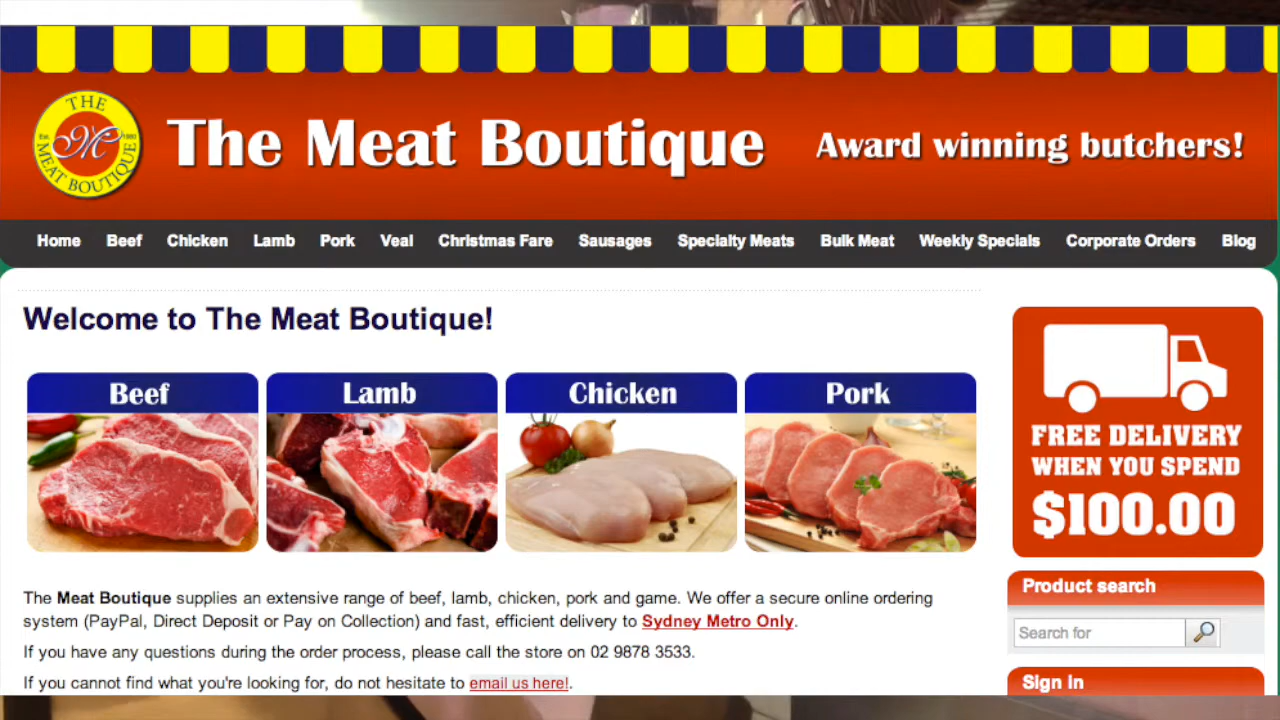 THE
Est. 1980
M
MEAT BOUTIQUE
The Meat Boutique
Award winning butchers!
Home Beef Chicken Lamb Pork Veal Christmas Fare Sausages Specialty Meats Bulk Meat Weekly Specials Corporate Orders Blog
Welcome to The Meat Boutique!
Beef Lamb Chicken Pork
The Meat Boutique supplies an extensive range of beef, lamb, chicken, pork and game. We offer a secure online ordering
system (PayPal, Direct Deposit or Pay on Collection) and fast, efficient delivery to Sydney Metro Only.
If you have any questions during the order process, please call the store on 02 9878 3533.
If you cannot find what you're looking for, do not hesitate to email us here!.
FREE DELIVERY
WHEN YOU SPEND
$100.00
Product search
Search for
Sign In